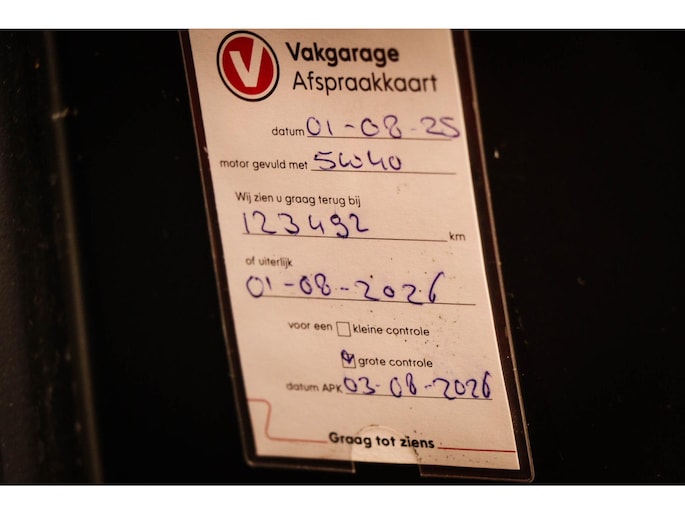 V Vakgarage
Afspraakkaart
datum 01-08-25
motor gevuld met 5W40
Wij zien u graag terug bij
123492 km
of uiterlijk
01-08-2026
voor een kleine controle
grote controle
datum APK 03-08-2026
Graag tot ziens